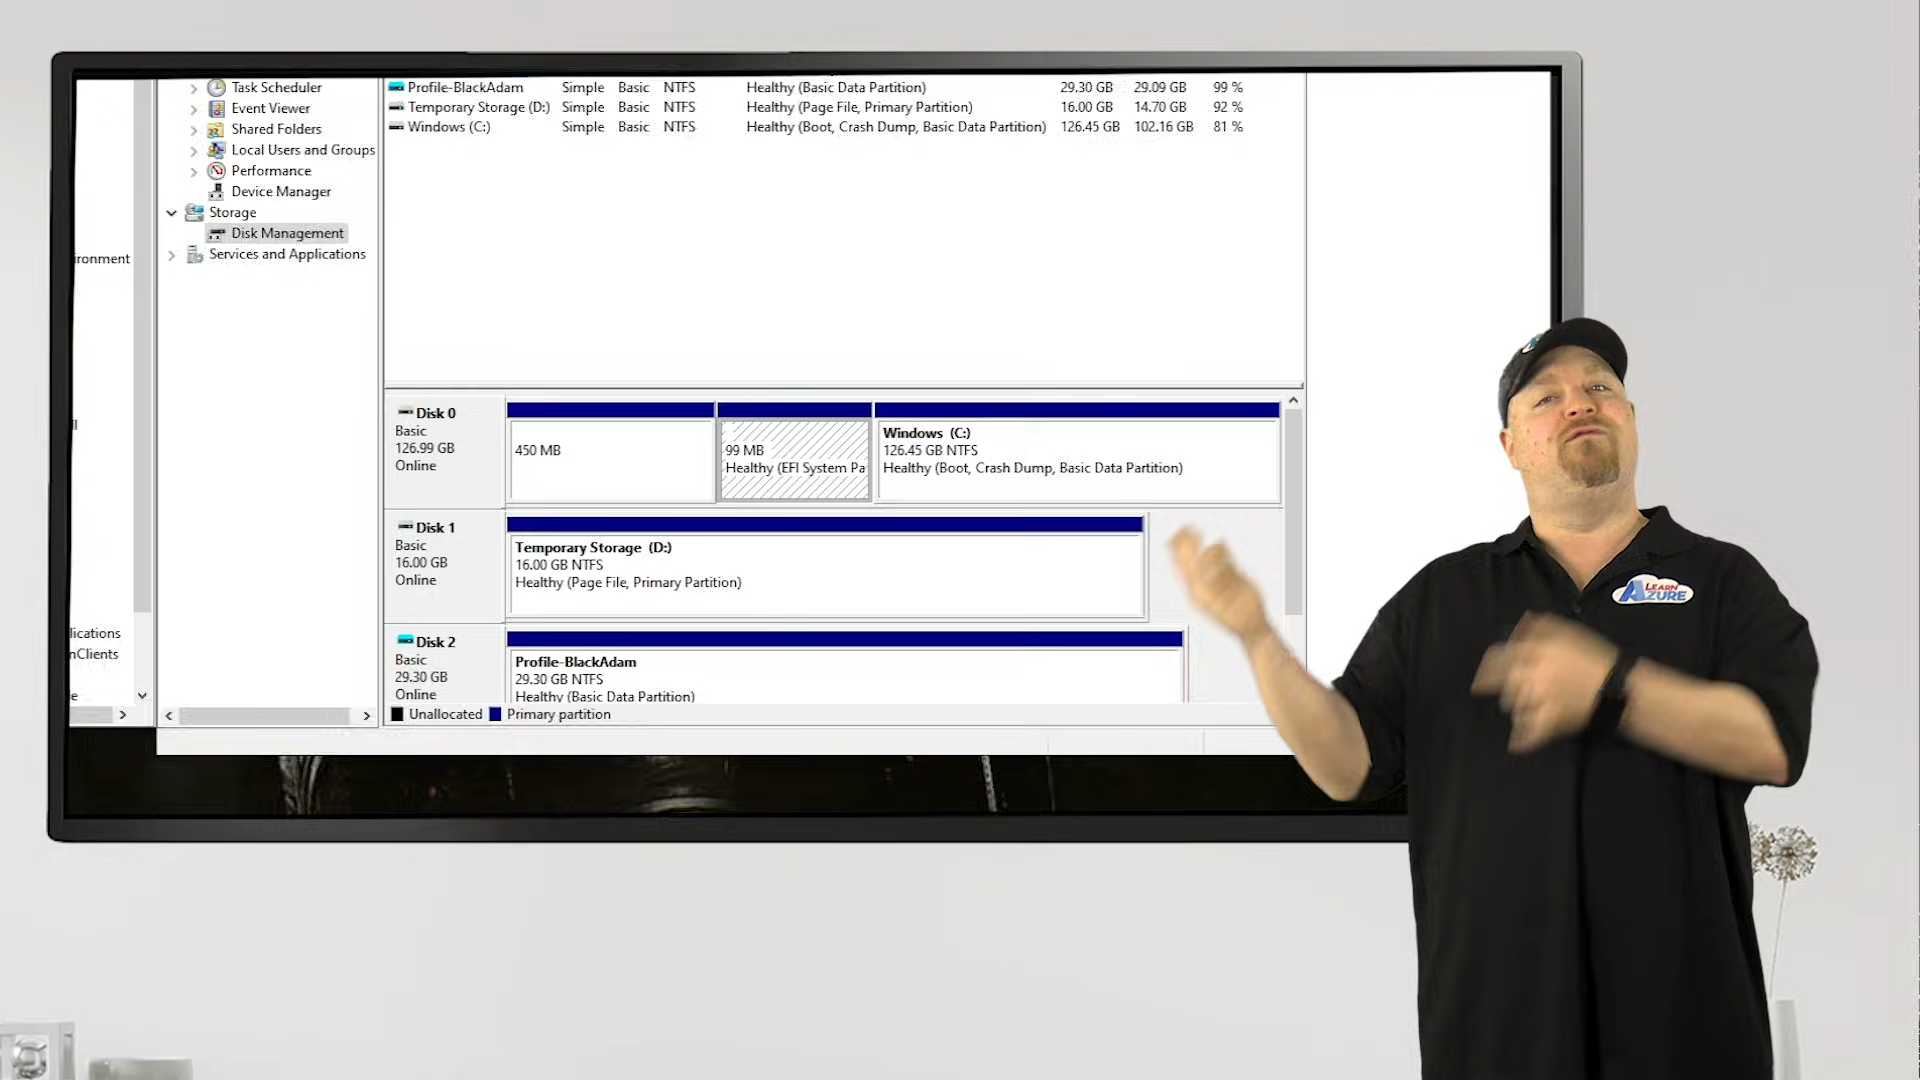 Task Scheduler
Event Viewer
Shared Folders
Local Users and Groups
Performance
Device Manager
Storage
Disk Management
Services and Applications
ironment
lications
nClients
e
Profile-BlackAdam Simple Basic NTFS Healthy (Basic Data Partition) 29.30 GB 29.09 GB 99 %
Temporary Storage (D:) Simple Basic NTFS Healthy (Page File, Primary Partition) 16.00 GB 14.70 GB 92 %
Windows (C:) Simple Basic NTFS Healthy (Boot, Crash Dump, Basic Data Partition) 126.45 GB 102.16 GB 81 %
Disk 0
Basic
126.99 GB
Online
450 MB
99 MB
Healthy (EFI System Pa
Windows (C:)
126.45 GB NTFS
Healthy (Boot, Crash Dump, Basic Data Partition)
Disk 1
Basic
16.00 GB
Online
Temporary Storage (D:)
16.00 GB NTFS
Healthy (Page File, Primary Partition)
Disk 2
Basic
29.30 GB
Online
Profile-BlackAdam
29.30 GB NTFS
Healthy (Basic Data Partition)
Unallocated Primary partition
LEARN
AZURE